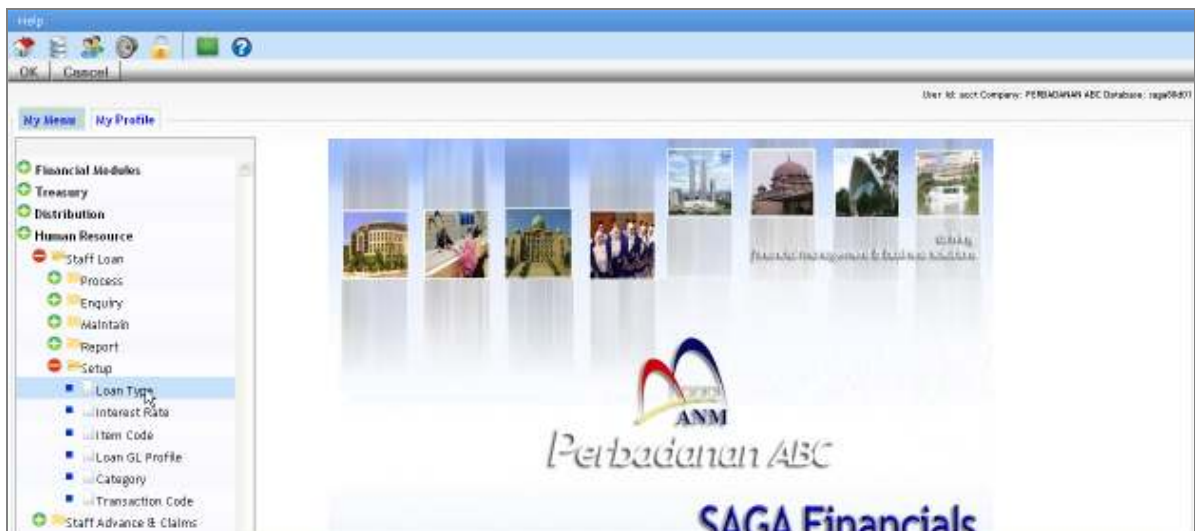 Help
OK Cancel
User Id: acct Company: PERBADANAN ABC Database: saga60d01
My Menu My Profile
Financial Modules
Treasury
Distribution
Human Resource
Staff Loan
Process
Enquiry
Maintain
Report
Setup
Loan Type
Interest Rate
Item Code
Loan GL Profile
Category
Transaction Code
Staff Advance & Claims
ANM
Perbadanan ABC
SAGA Financials